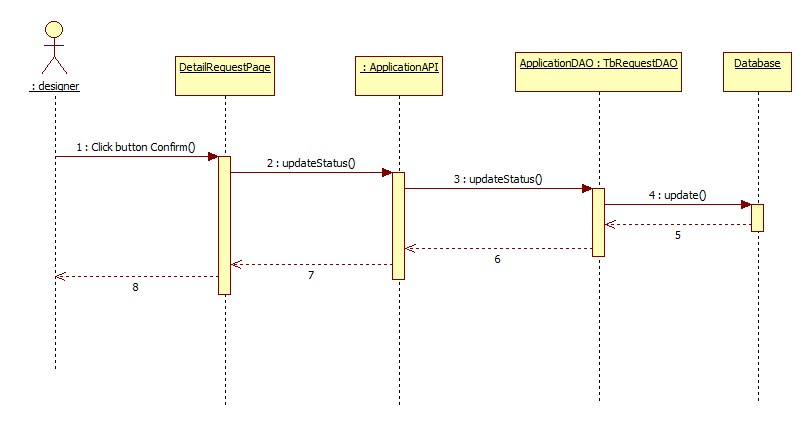 : designer
DetailRequestPage
: ApplicationAPI
ApplicationDAO : TbRequestDAO
Database
1 : Click button Confirm()
2 : updateStatus()
3 : updateStatus()
4 : update()
5
6
7
8